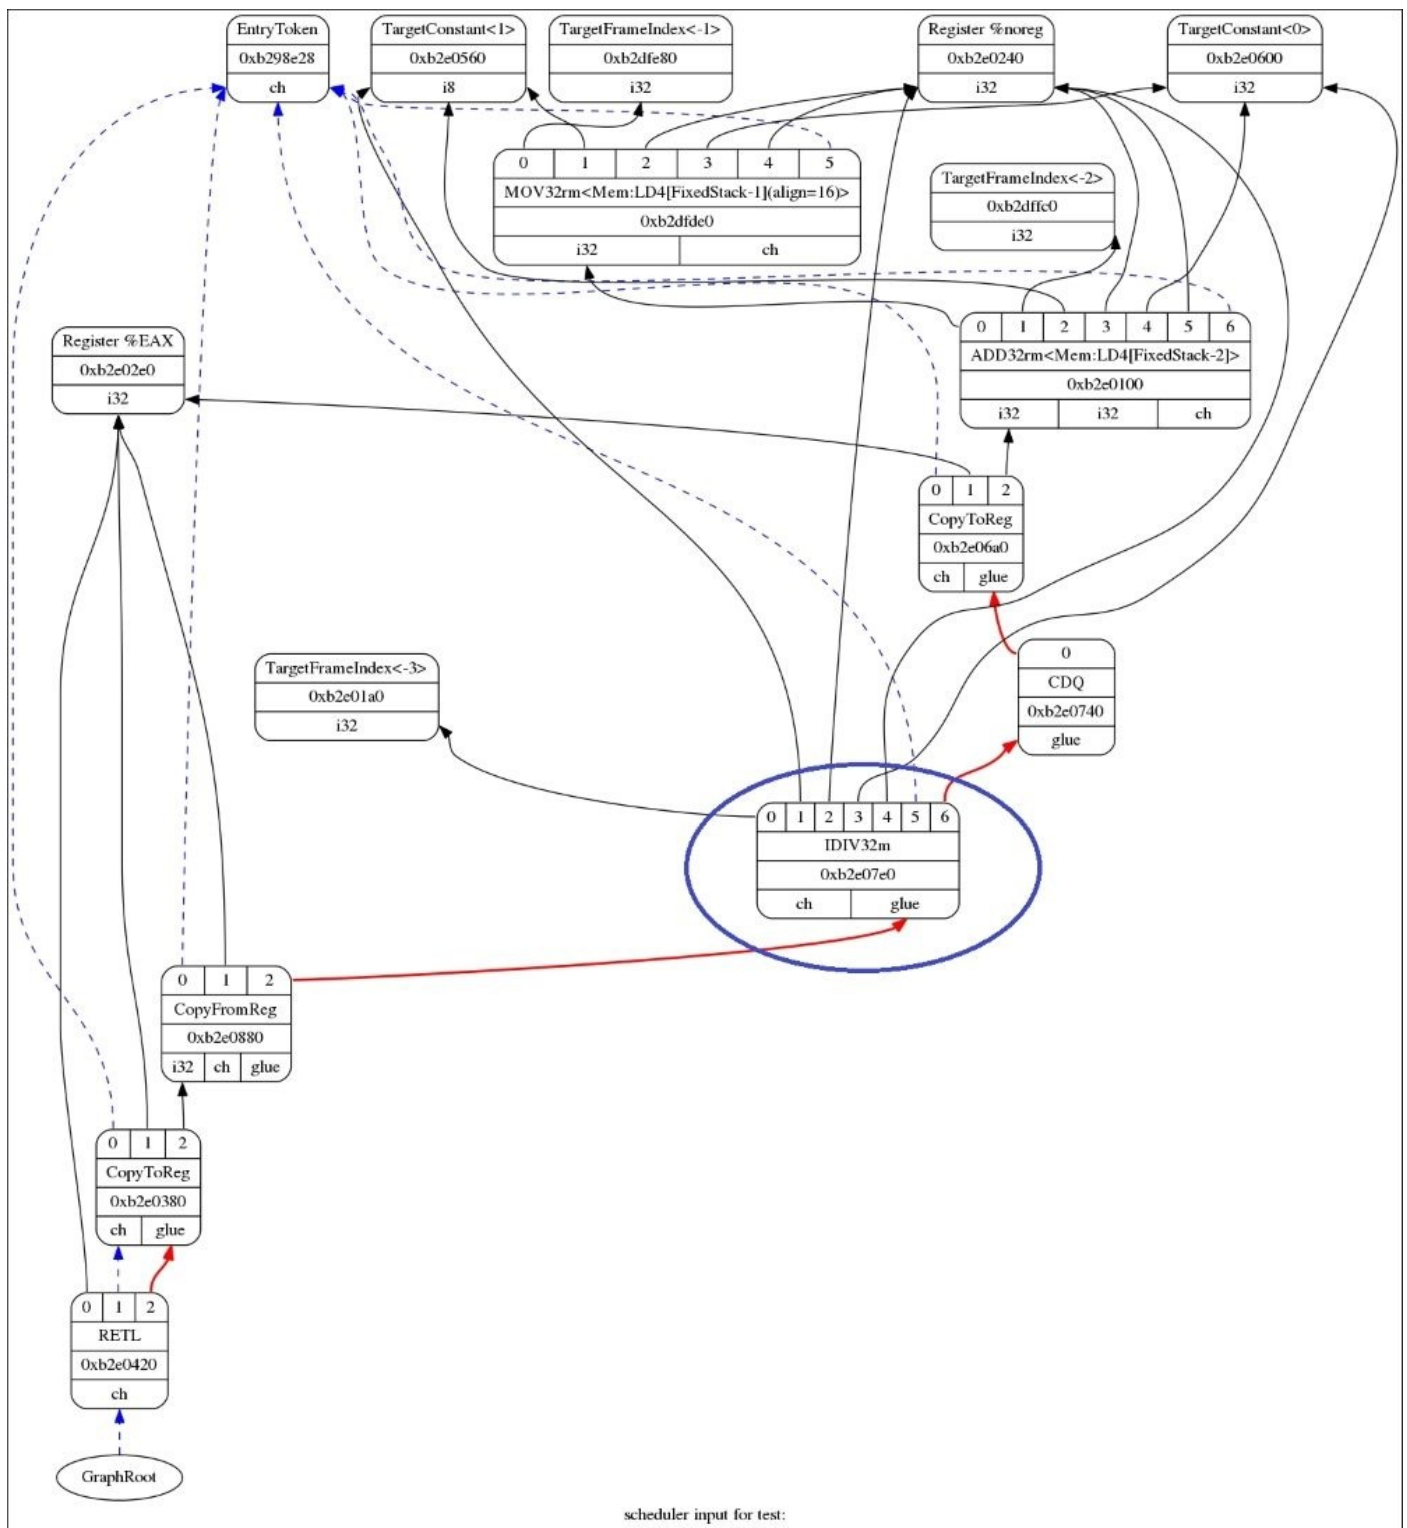 EntryToken
0xb298e28
ch
TargetConstant<1>
0xb2e0560
i8
TargetFrameIndex<-1>
0xb2dfe80
i32
Register %noreg
0xb2e0240
i32
TargetConstant<0>
0xb2e0600
i32
0 1 2 3 4 5
MOV32rm<Mem:LD4[FixedStack-1](align=16)>
0xb2dfde0
i32 ch
TargetFrameIndex<-2>
0xb2dffc0
i32
0 1 2 3 4 5 6
ADD32rm<Mem:LD4[FixedStack-2]>
0xb2e0100
i32 i32 ch
Register %EAX
0xb2e02e0
i32
0 1 2
CopyToReg
0xb2e06a0
ch glue
0
CDQ
0xb2e0740
glue
TargetFrameIndex<-3>
0xb2e01a0
i32
0 1 2 3 4 5 6
IDIV32m
0xb2e07e0
ch glue
0 1 2
CopyFromReg
0xb2e0880
i32 ch glue
0 1 2
CopyToReg
0xb2e0380
ch glue
0 1 2
RETL
0xb2e0420
ch
GraphRoot
scheduler input for test: